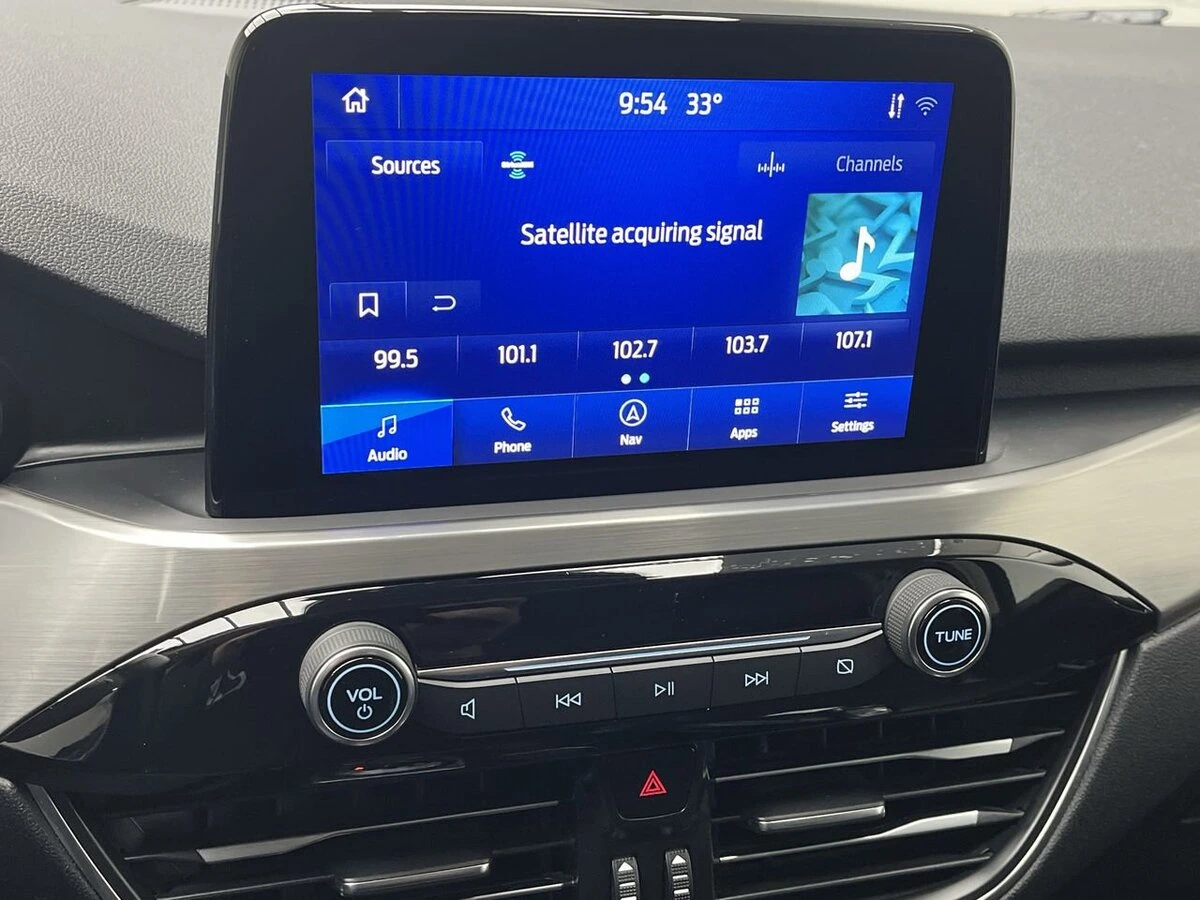 9:54 33°
Sources
Channels
Satellite acquiring signal
99.5 101.1 102.7 103.7 107.1
Audio Phone Nav Apps Settings
VOL
TUNE